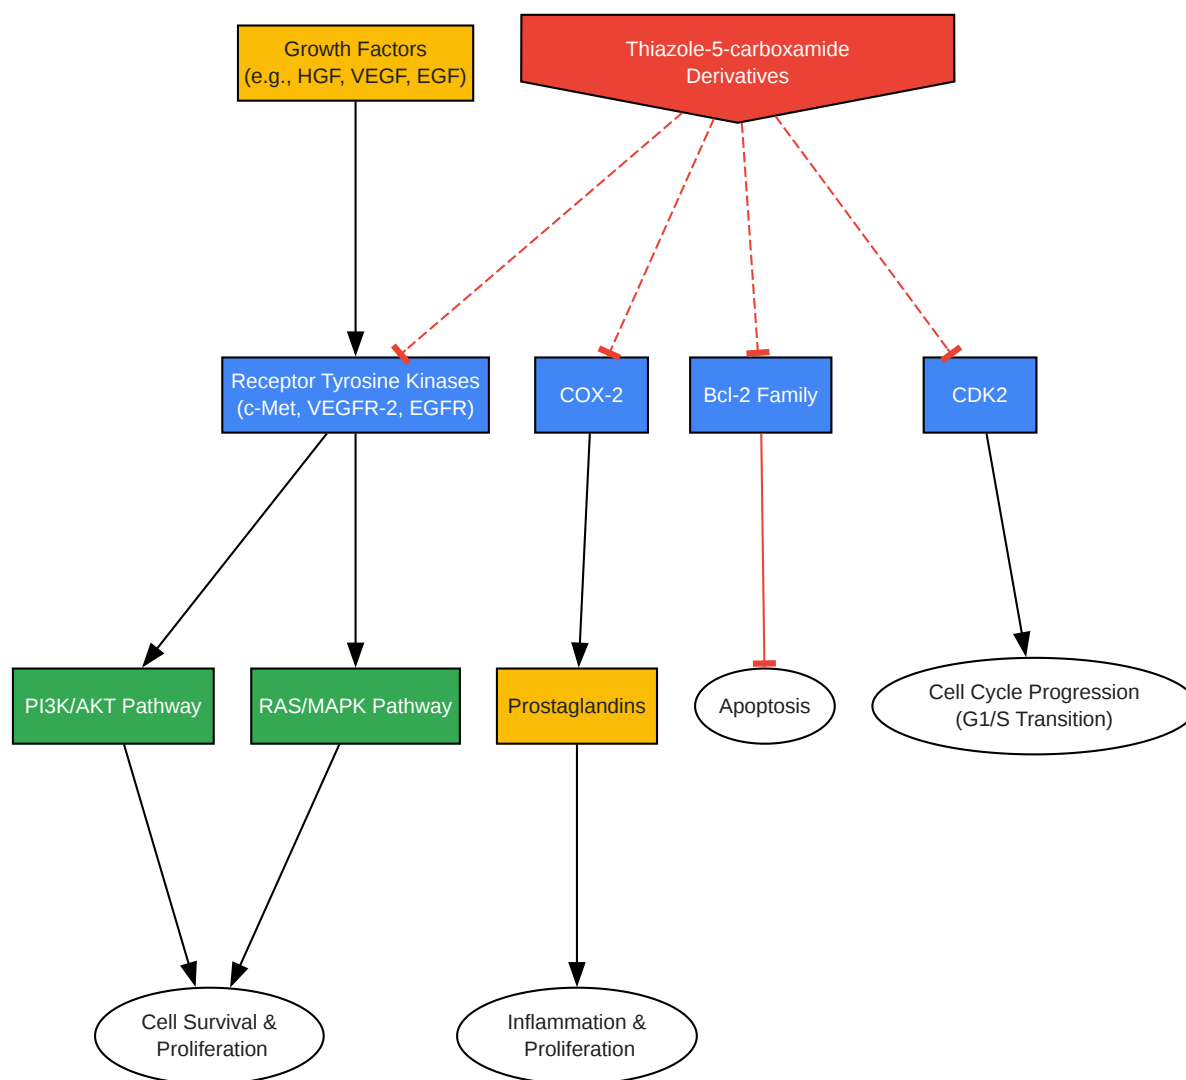 Growth Factors
(e.g., HGF, VEGF, EGF)
Thiazole-5-carboxamide
Derivatives
Receptor Tyrosine Kinases
(c-Met, VEGFR-2, EGFR)
COX-2
Bcl-2 Family
CDK2
PI3K/AKT Pathway
RAS/MAPK Pathway
Prostaglandins
Apoptosis
Cell Cycle Progression
(G1/S Transition)
Cell Survival &
Proliferation
Inflammation &
Proliferation